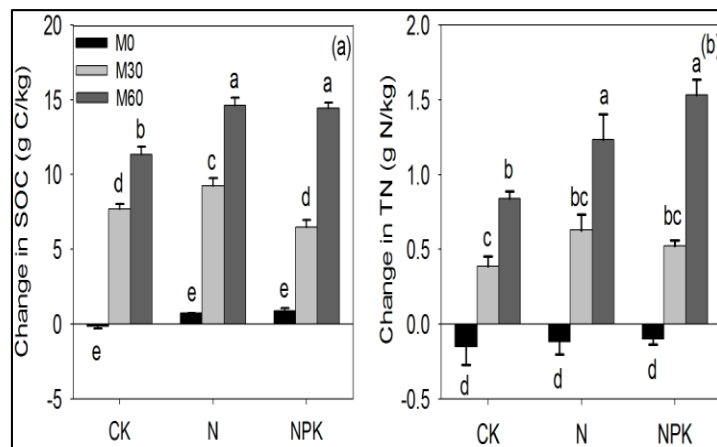 Change in SOC (g C/kg)
20
15
10
5
0
-5
M0
M30
M60
(a)
e
d
b
e
c
a
e
d
a
CK
N
NPK
Change in TN (g N/kg)
2.0
1.5
1.0
0.5
0.0
-0.5
(b)
d
c
b
d
bc
a
d
bc
a
CK
N
NPK